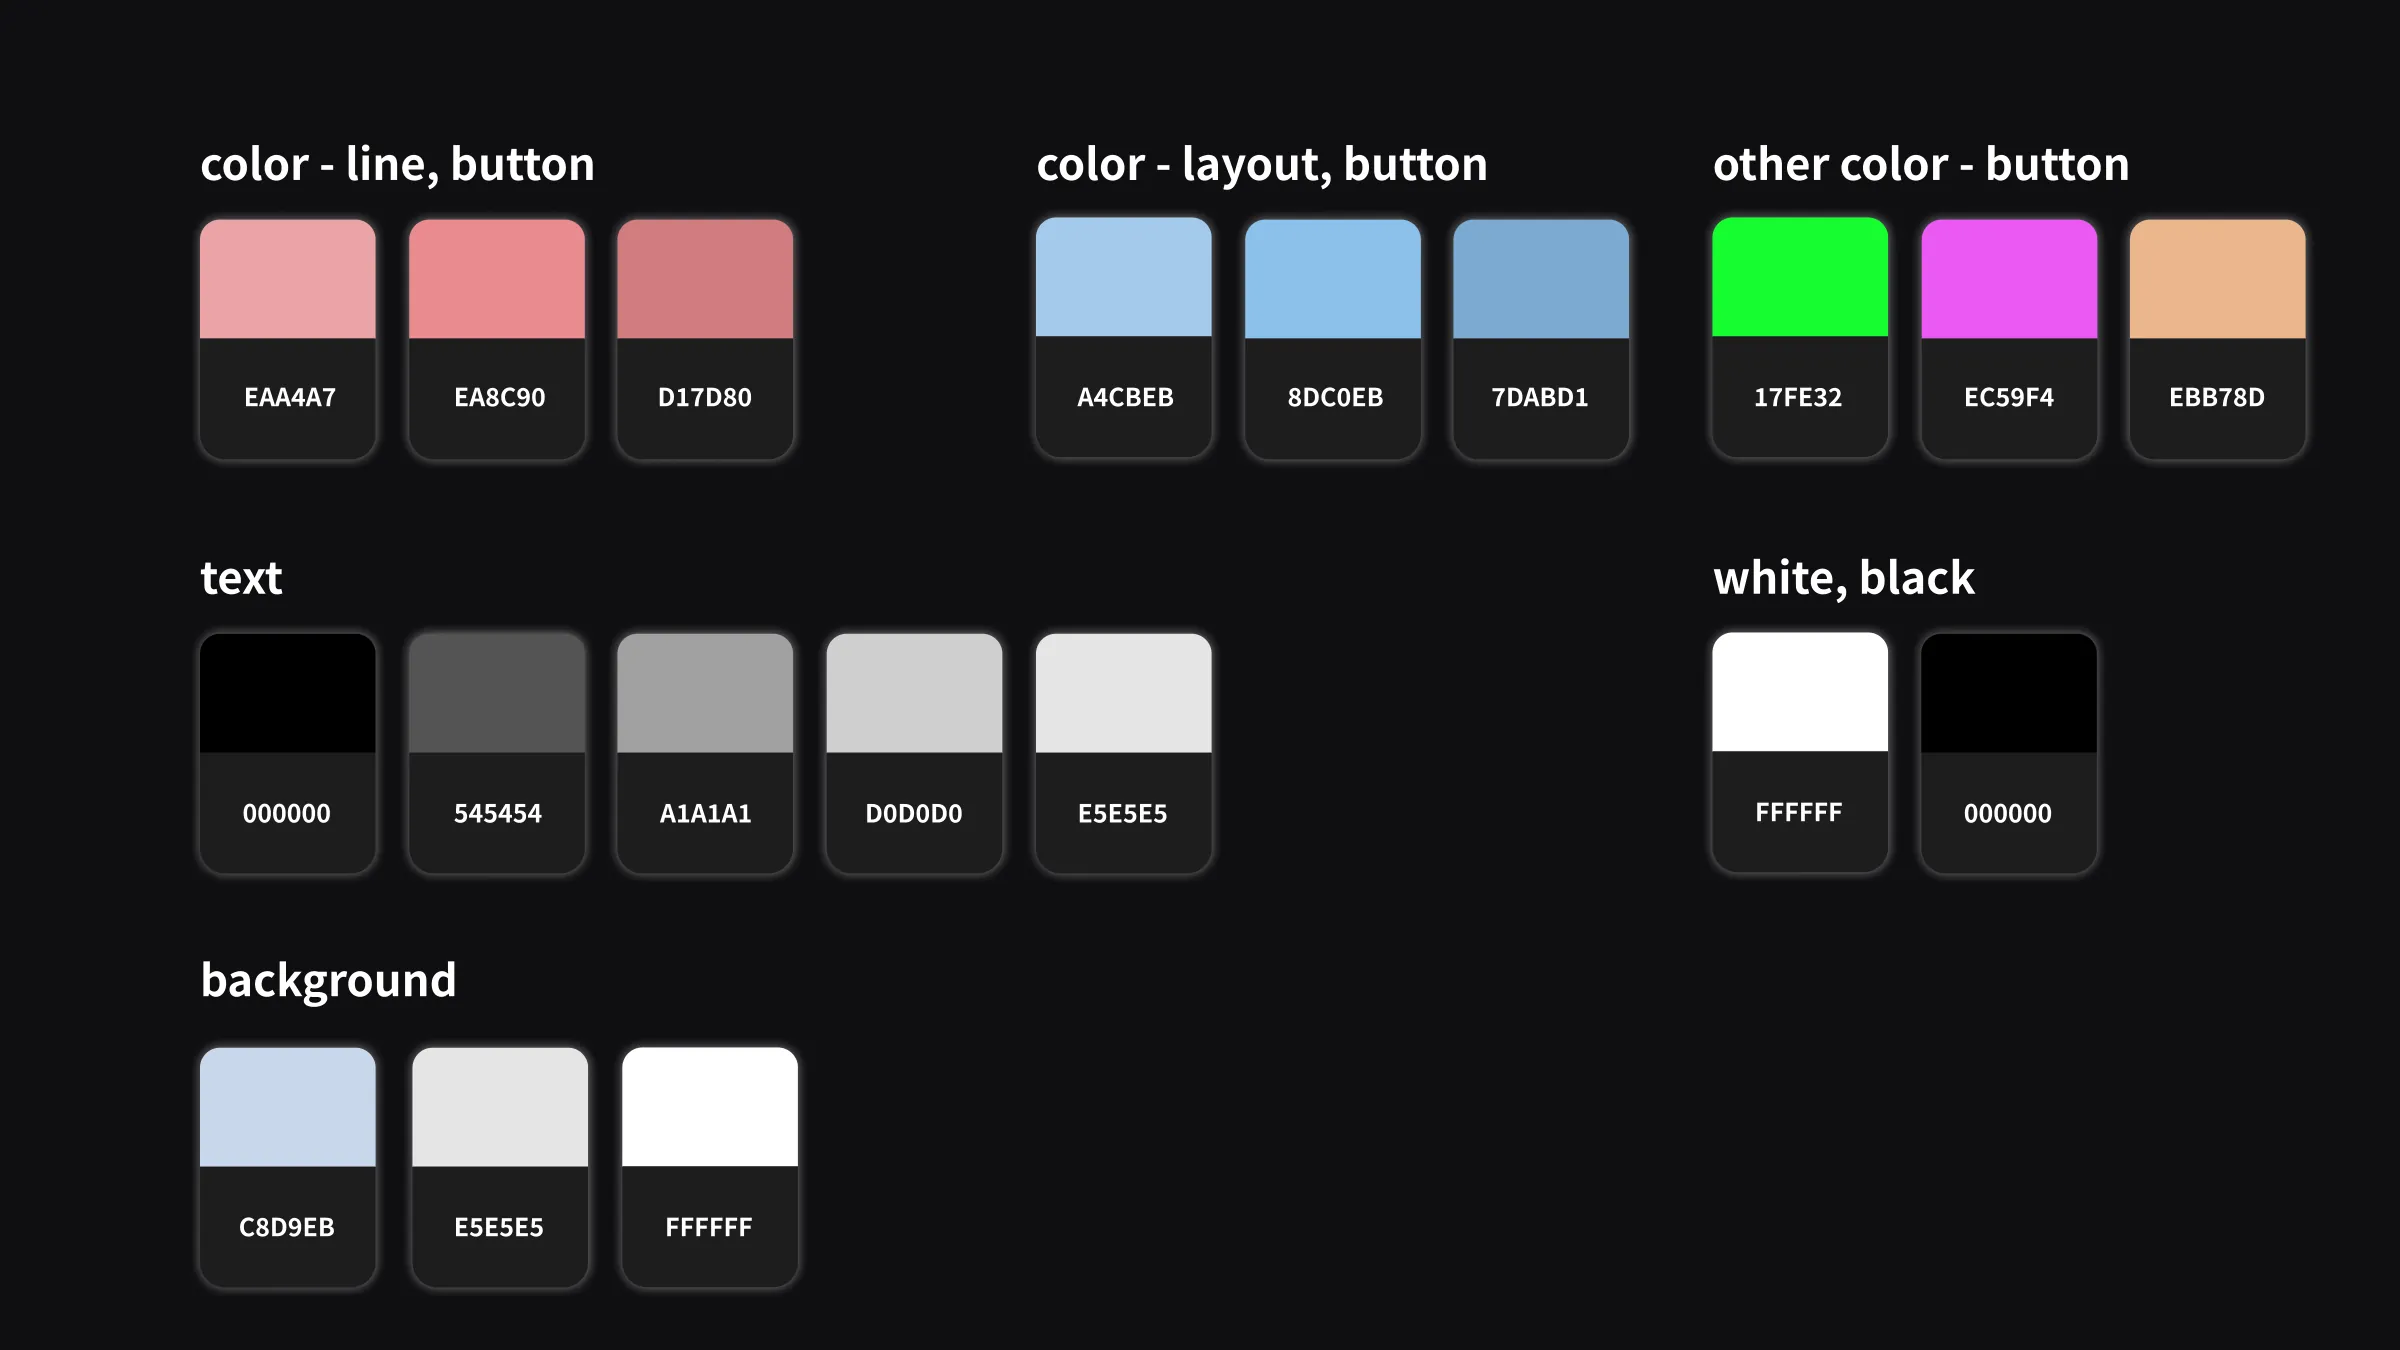 color - line, button
EAA4A7
EA8C90
D17D80
color - layout, button
A4CBEB
8DC0EB
7DABD1
other color - button
17FE32
EC59F4
EBB78D
text
000000
545454
A1A1A1
D0D0D0
E5E5E5
white, black
FFFFFF
000000
background
C8D9EB
E5E5E5
FFFFFF